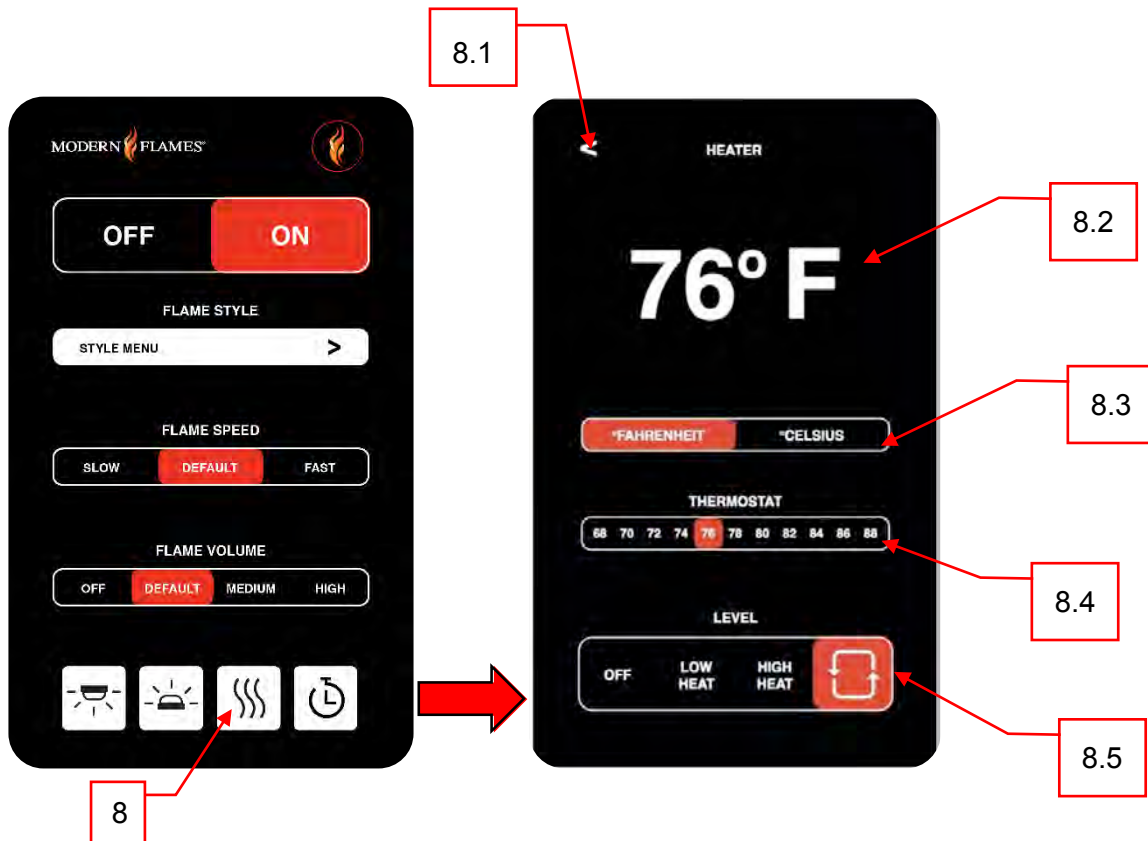 8.1
MODERN FLAMES®
OFF ON
FLAME STYLE
STYLE MENU >
FLAME SPEED
SLOW DEFAULT FAST
FLAME VOLUME
OFF DEFAULT MEDIUM HIGH
8
< HEATER
8.2
76° F
8.3
°FAHRENHEIT °CELSIUS
THERMOSTAT
68 70 72 74 76 78 80 82 84 86 88
8.4
LEVEL
OFF LOW HEAT HIGH HEAT
8.5